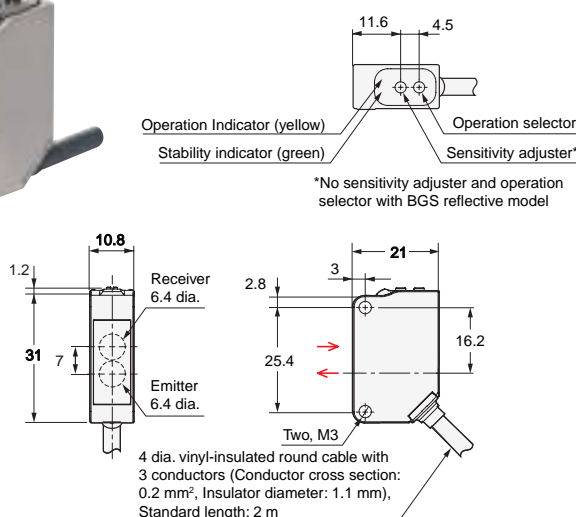 11.6
4.5
Operation Indicator (yellow)
Operation selector
Stability indicator (green)
Sensitivity adjuster*
*No sensitivity adjuster and operation
selector with BGS reflective model
10.8
1.2
Receiver
6.4 dia.
31
7
Emitter
6.4 dia.
21
3
2.8
25.4
16.2
Two, M3
4 dia. vinyl-insulated round cable with
3 conductors (Conductor cross section:
0.2 mm², Insulator diameter: 1.1 mm),
Standard length: 2 m